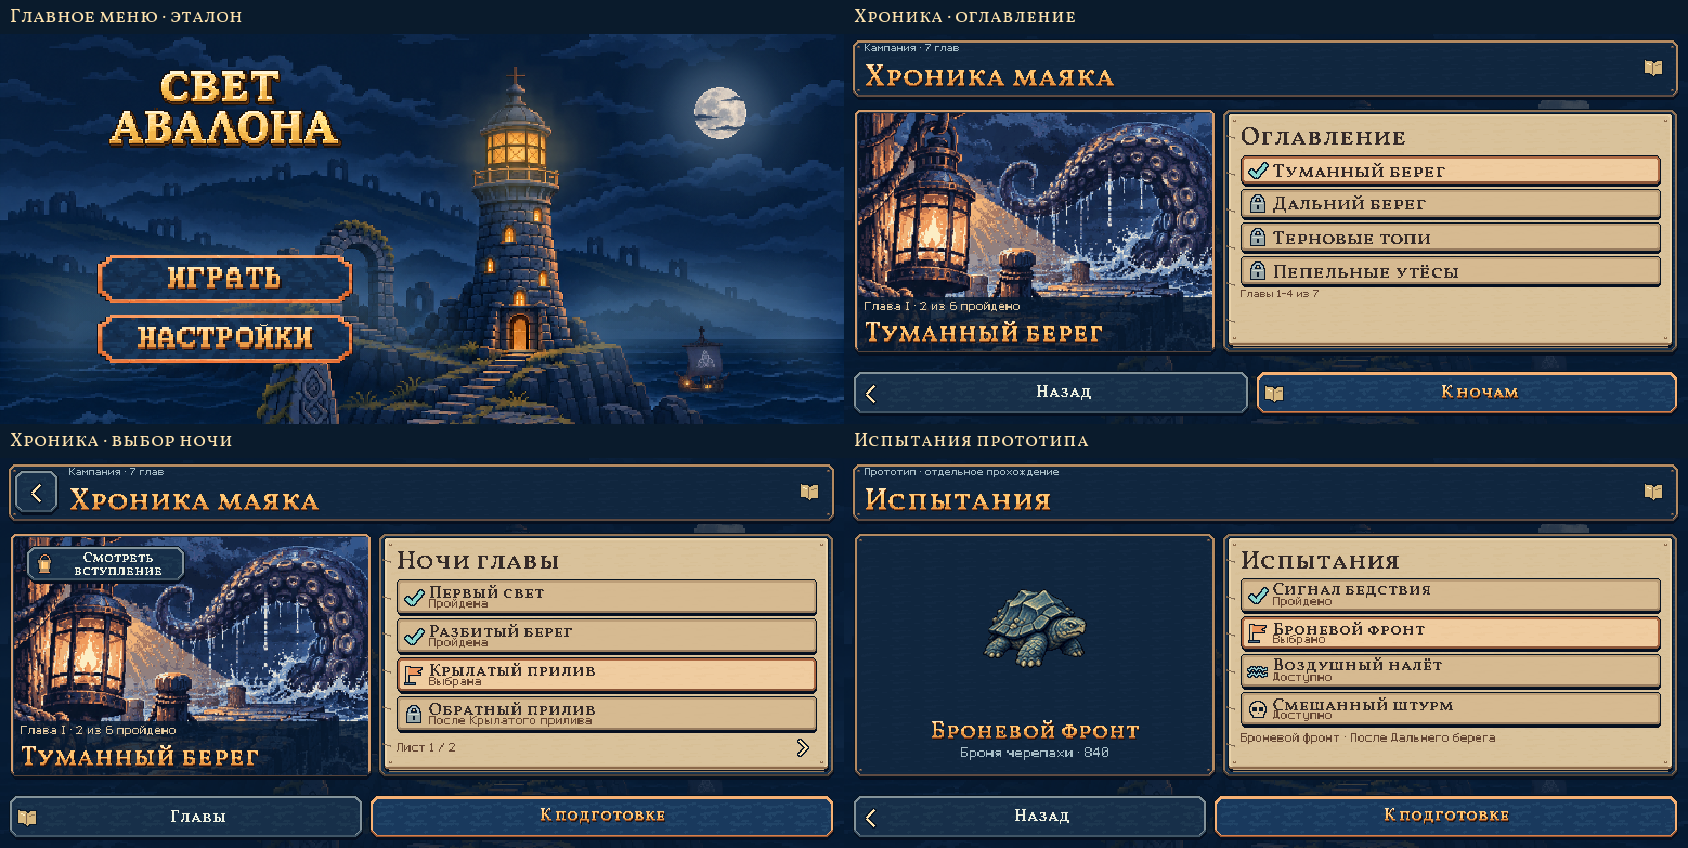 Главное меню · эталон
СВЕТ
АВАЛОНА
ИГРАТЬ
НАСТРОЙКИ
Хроника · оглавление
Кампания · 7 глав
Хроника маяка
Глава I · 2 из 6 пройдено
Туманный берег
Оглавление
Туманный берег
Дальний берег
Терновые топи
Пепельные утёсы
Главы 1–4 из 7
Назад
К ночам
Хроника · выбор ночи
Кампания · 7 глав
Хроника маяка
Смотреть
вступление
Глава I · 2 из 6 пройдено
Туманный берег
Ночи главы
Первый свет
Пройдена
Разбитый берег
Пройдена
Крылатый прилив
Выбрана
Обратный прилив
После Крылатого прилива
Лист 1 / 2
Главы
К подготовке
Испытания прототипа
Прототип · отдельное прохождение
Испытания
Броневой фронт
Броня черепахи · 840
Испытания
Сигнал бедствия
Пройдено
Броневой фронт
Выбрано
Воздушный налёт
Доступно
Смешанный штурм
Доступно
Броневой фронт · После Дальнего берега
Назад
К подготовке